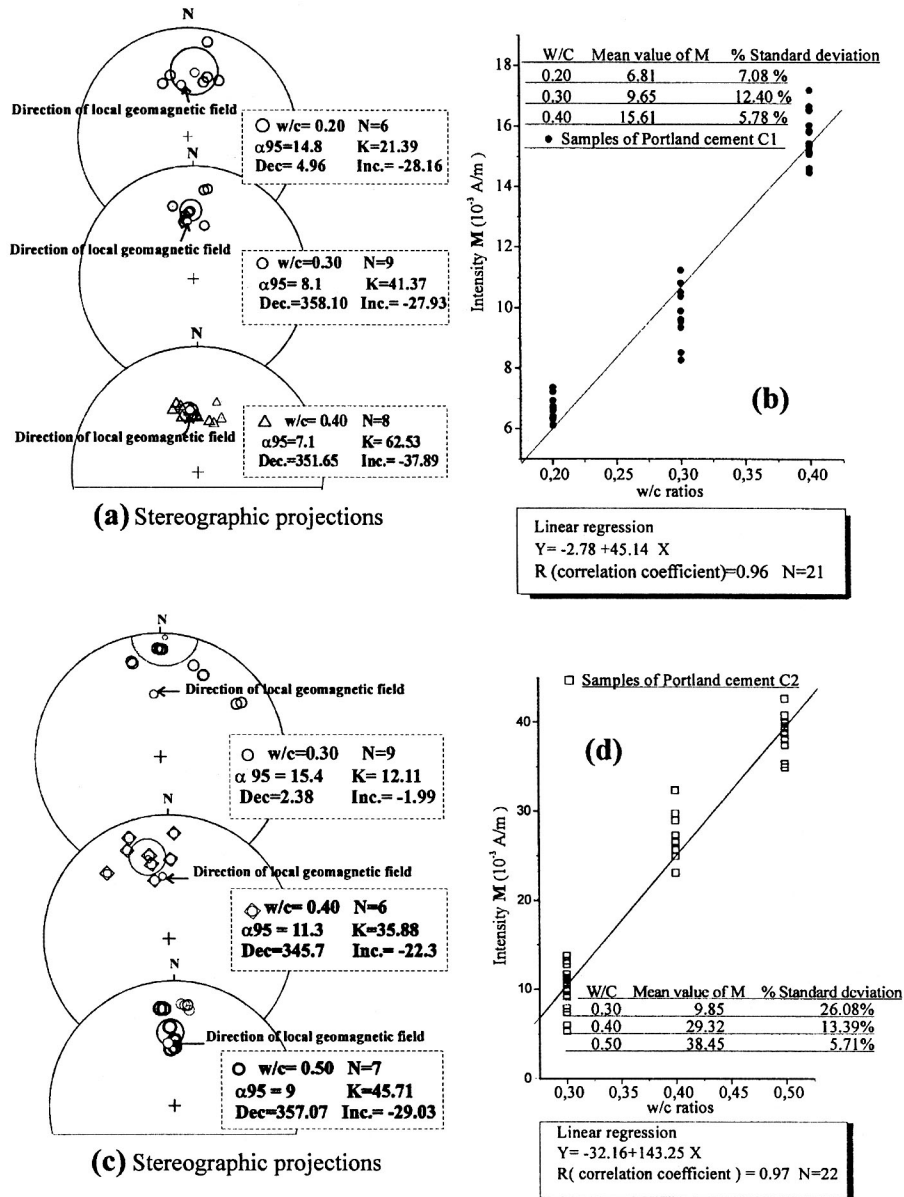 N
Direction of local geomagnetic field
○ w/c= 0.20 N=6
α95=14.8 K=21.39
Dec= 4.96 Inc.= -28.16
N
Direction of local geomagnetic field
○ w/c=0.30 N=9
α95= 8.1 K=41.37
Dec.=358.10 Inc.= -27.93
N
Direction of local geomagnetic field
△ w/c= 0.40 N=8
α95=7.1 K= 62.53
Dec.=351.65 Inc.= -37.89
(a) Stereographic projections
W/C Mean value of M % Standard deviation
0.20 6.81 7.08 %
0.30 9.65 12.40 %
0.40 15.61 5.78 %
● Samples of Portland cement C1
Intensity M (10⁻³ A/m )
18
16
14
12
10
8
6
(b)
0,20 0,25 0,30 0,35 0,40
w/c ratios
Linear regression
Y= -2.78 +45.14 X
R (correlation coefficient)=0.96 N=21
N
Direction of local geomagnetic field
○ w/c=0.30 N=9
α 95 = 15.4 K= 12.11
Dec=2.38 Inc.= -1.99
N
Direction of local geomagnetic field
◇ w/c= 0.40 N=6
α95 = 11.3 K=35.88
Dec=345.7 Inc.= -22.3
N
Direction of local geomagnetic field
○ w/c= 0.50 N=7
α95 = 9 K=45.71
Dec=357.07 Inc.= -29.03
(c) Stereographic projections
□ Samples of Portland cement C2
Intensity M (10⁻³ A/m )
40
30
20
10
0
(d)
W/C Mean value of M % Standard deviation
0.30 9.85 26.08%
0.40 29.32 13.39%
0.50 38.45 5.71%
0,30 0,35 0,40 0,45 0,50
w/c ratios
Linear regression
Y= -32.16+143.25 X
R( correlation coefficient ) = 0.97 N=22